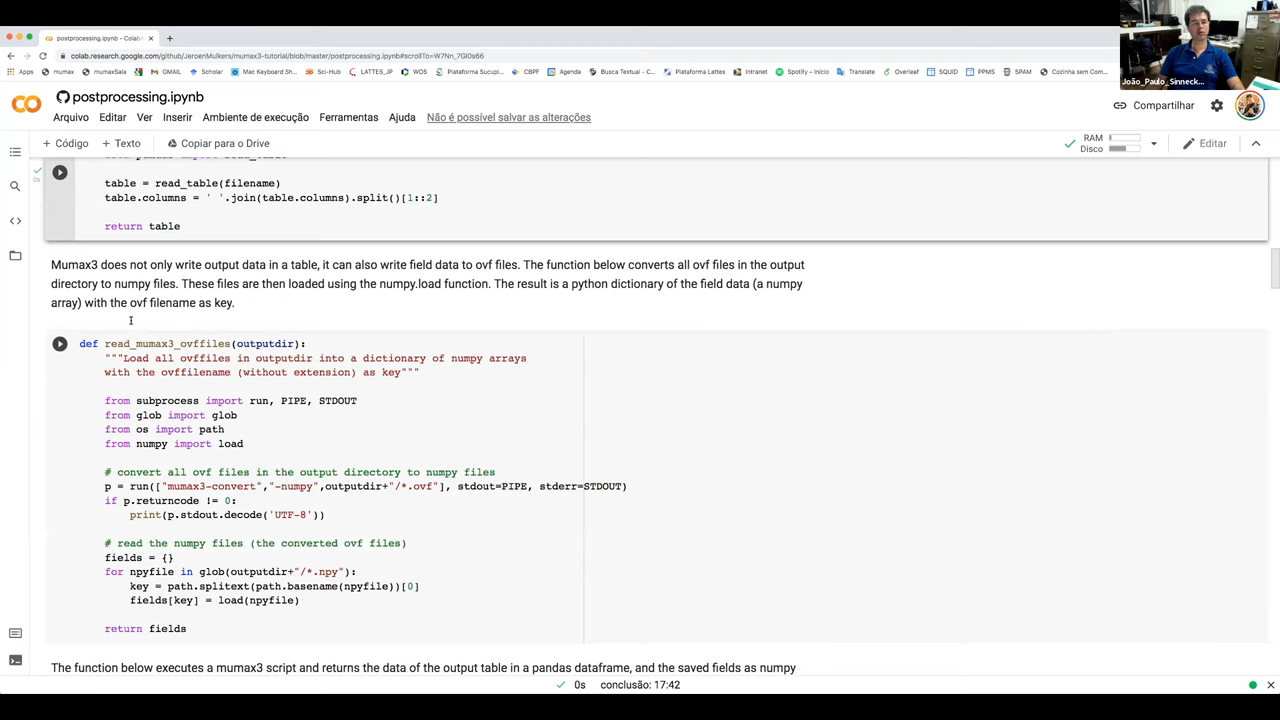 postprocessing.ipynb - Colab
colab.research.google.com/github/JeroenMulkers/mumax3-tutorial/blob/master/postprocessing.ipynb#scrollTo=W7Nn_7Gl0s66
Apps mumax mumaxSala GMAIL Scholar Mac Keyboard Sh... Sci-Hub LATTES_JP WOS Plataforma Sucupi... CBPF Agenda Busca Textual - C... Plataforma Lattes Intranet Spotify – Início Translate Overleaf SQUID PPMS SPAM Cozinha sem Com...
João_Paulo_Sinneck...
postprocessing.ipynb
Compartilhar
Arquivo Editar Ver Inserir Ambiente de execução Ferramentas Ajuda Não é possível salvar as alterações
+ Código + Texto Copiar para o Drive
RAM
Disco
Editar
0s
table = read_table(filename)
table.columns = ' '.join(table.columns).split()[1::2]
return table
Mumax3 does not only write output data in a table, it can also write field data to ovf files. The function below converts all ovf files in the output
directory to numpy files. These files are then loaded using the numpy.load function. The result is a python dictionary of the field data (a numpy
array) with the ovf filename as key.
def read_mumax3_ovffiles(outputdir):
"""Load all ovffiles in outputdir into a dictionary of numpy arrays
with the ovffilename (without extension) as key"""
from subprocess import run, PIPE, STDOUT
from glob import glob
from os import path
from numpy import load
# convert all ovf files in the output directory to numpy files
p = run(["mumax3-convert","-numpy",outputdir+"/*.ovf"], stdout=PIPE, stderr=STDOUT)
if p.returncode != 0:
print(p.stdout.decode('UTF-8'))
# read the numpy files (the converted ovf files)
fields = {}
for npyfile in glob(outputdir+"/*.npy"):
key = path.splitext(path.basename(npyfile))[0]
fields[key] = load(npyfile)
return fields
The function below executes a mumax3 script and returns the data of the output table in a pandas dataframe, and the saved fields as numpy
0s conclusão: 17:42